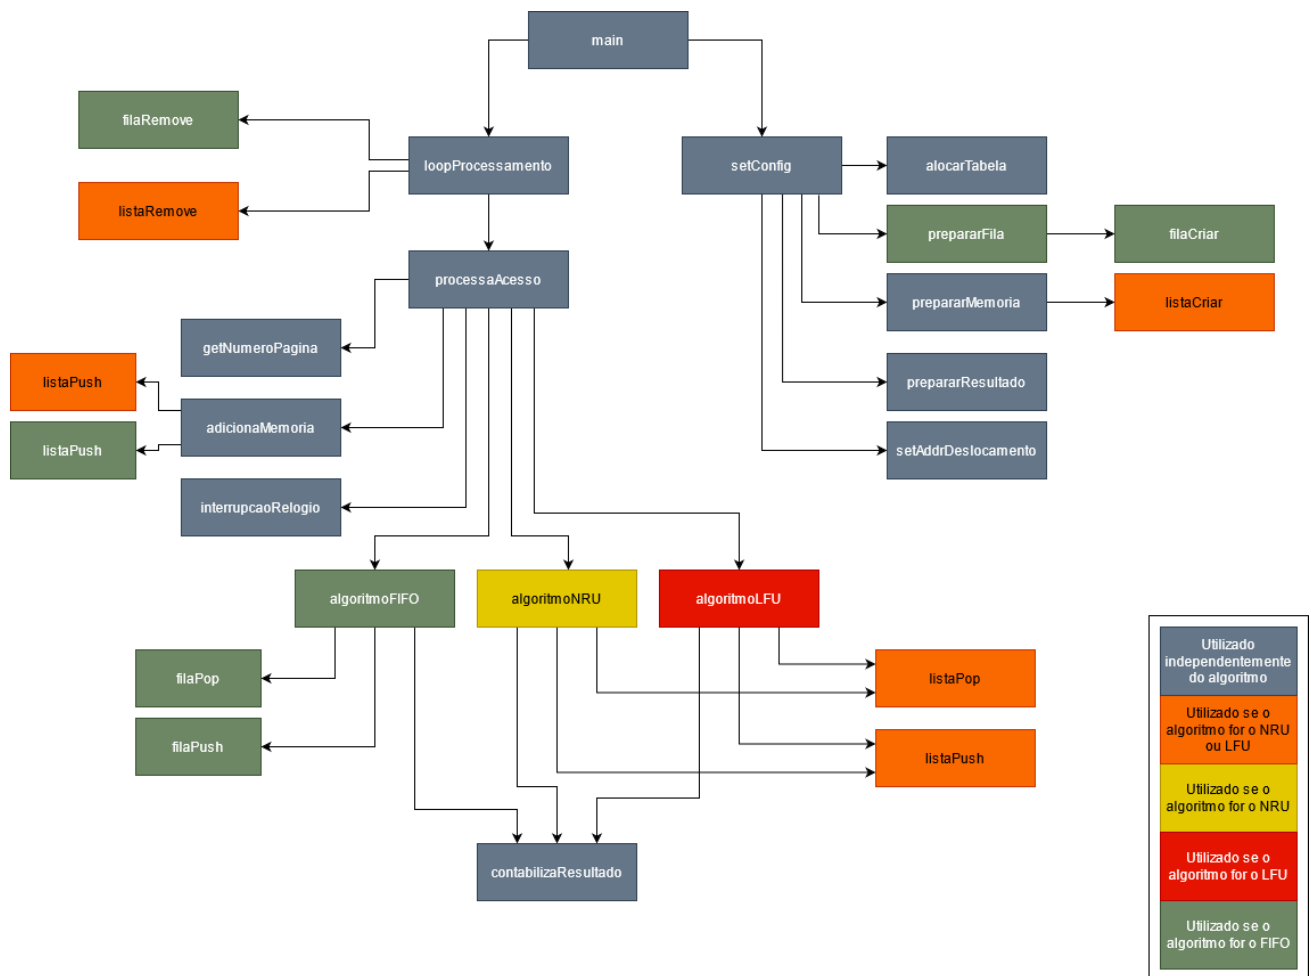 main
filaRemove
loopProcessamento
setConfig
alocarTabela
listaRemove
prepararFila
filaCriar
processaAcesso
prepararMemoria
listaCriar
getNumeroPagina
listaPush
prepararResultado
adicionaMemoria
listaPush
setAddrDeslocamento
interrupcaoRelogio
algoritmoFIFO
algoritmoNRU
algoritmoLFU
filaPop
listaPop
filaPush
listaPush
contabilizaResultado
Utilizado
independentemente
do algoritmo
Utilizado se o
algoritmo for o NRU
ou LFU
Utilizado se o
algoritmo for o NRU
Utilizado se o
algoritmo for o LFU
Utilizado se o
algoritmo for o FIFO